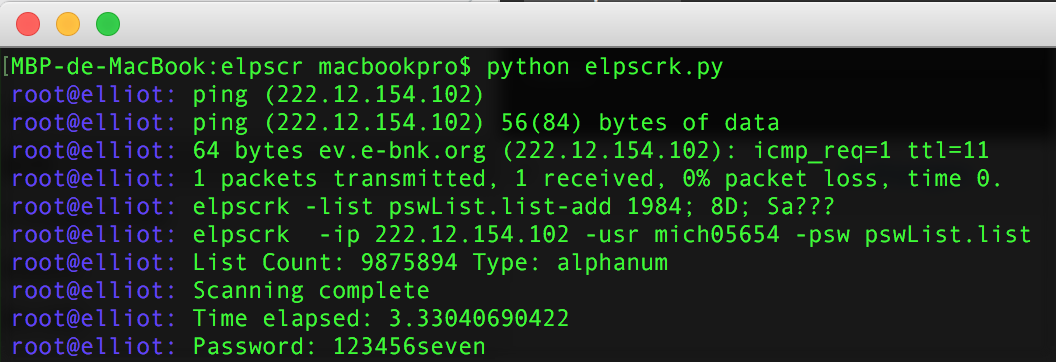 [MBP-de-MacBook:elpscr macbookpro$ python elpscrk.py
root@elliot: ping (222.12.154.102)
root@elliot: ping (222.12.154.102) 56(84) bytes of data
root@elliot: 64 bytes ev.e-bnk.org (222.12.154.102): icmp_req=1 ttl=11
root@elliot: 1 packets transmitted, 1 received, 0% packet loss, time 0.
root@elliot: elpscrk -list pswList.list-add 1984; 8D; Sa???
root@elliot: elpscrk  -ip 222.12.154.102 -usr mich05654 -psw pswList.list
root@elliot: List Count: 9875894 Type: alphanum
root@elliot: Scanning complete
root@elliot: Time elapsed: 3.33040690422
root@elliot: Password: 123456seven